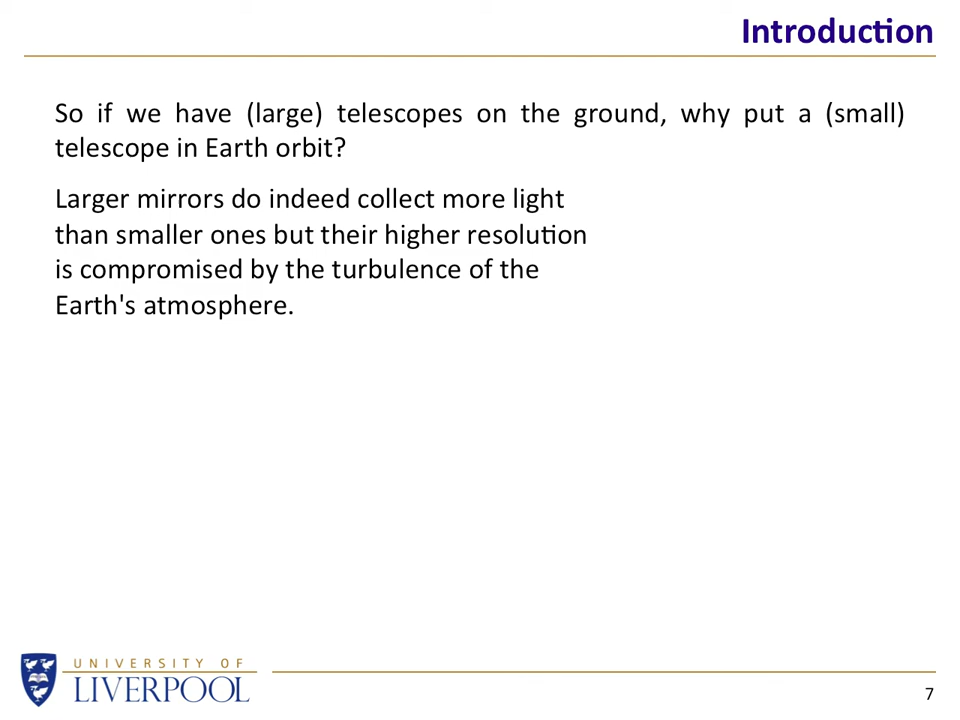 Introduction
So if we have (large) telescopes on the ground, why put a (small)
telescope in Earth orbit?
Larger mirrors do indeed collect more light
than smaller ones but their higher resolution
is compromised by the turbulence of the
Earth's atmosphere.
UNIVERSITY OF
LIVERPOOL
7